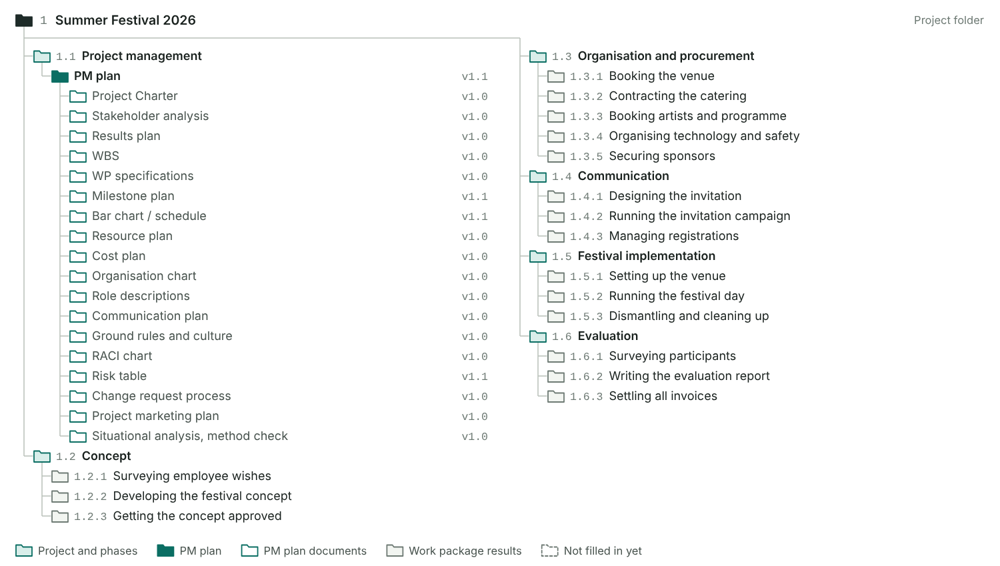 1 Summer Festival 2026
Project folder
1.1 Project management
PM plan v1.1
Project Charter v1.0
Stakeholder analysis v1.0
Results plan v1.0
WBS v1.0
WP specifications v1.0
Milestone plan v1.1
Bar chart / schedule v1.1
Resource plan v1.0
Cost plan v1.0
Organisation chart v1.0
Role descriptions v1.0
Communication plan v1.0
Ground rules and culture v1.0
RACI chart v1.0
Risk table v1.1
Change request process v1.0
Project marketing plan v1.0
Situational analysis, method check v1.0
1.2 Concept
1.2.1 Surveying employee wishes
1.2.2 Developing the festival concept
1.2.3 Getting the concept approved
1.3 Organisation and procurement
1.3.1 Booking the venue
1.3.2 Contracting the catering
1.3.3 Booking artists and programme
1.3.4 Organising technology and safety
1.3.5 Securing sponsors
1.4 Communication
1.4.1 Designing the invitation
1.4.2 Running the invitation campaign
1.4.3 Managing registrations
1.5 Festival implementation
1.5.1 Setting up the venue
1.5.2 Running the festival day
1.5.3 Dismantling and cleaning up
1.6 Evaluation
1.6.1 Surveying participants
1.6.2 Writing the evaluation report
1.6.3 Settling all invoices
Project and phases
PM plan
PM plan documents
Work package results
Not filled in yet